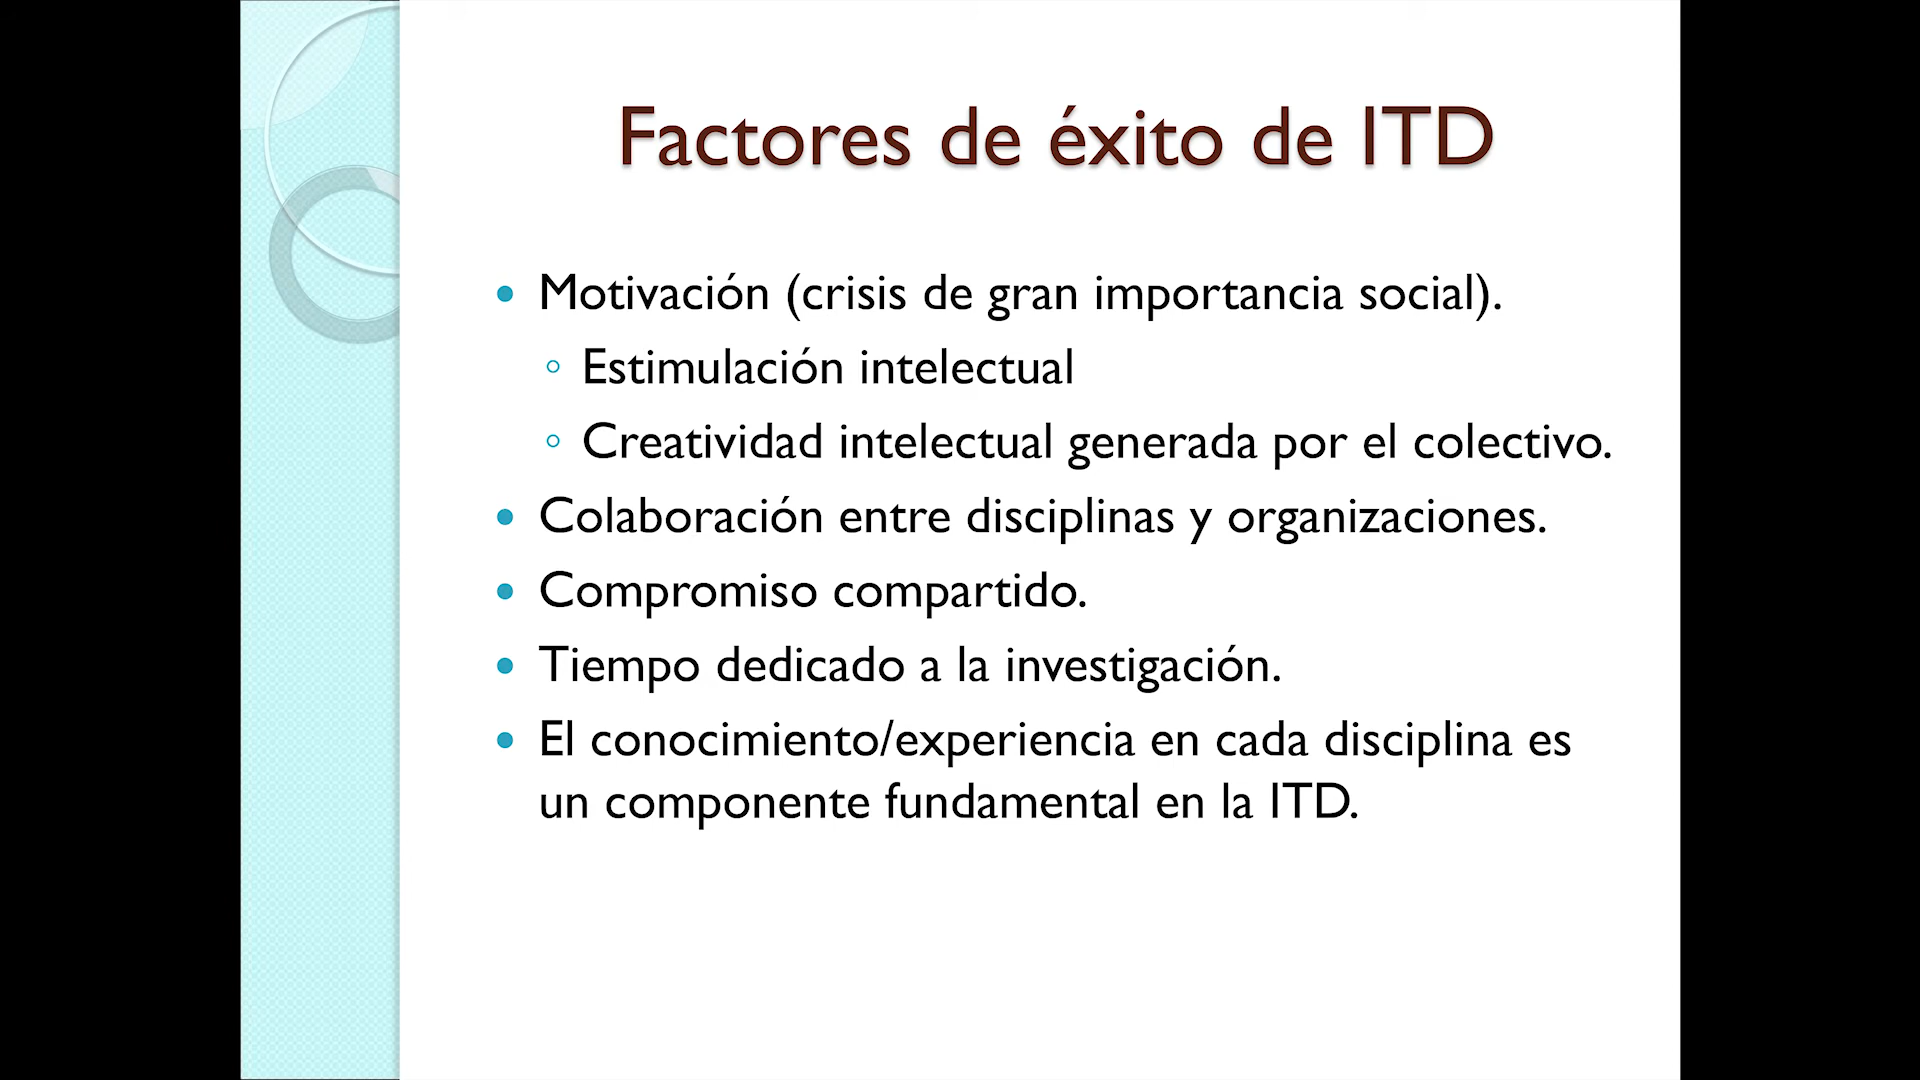 Factores de éxito de ITD
• Motivación (crisis de gran importancia social).
◦ Estimulación intelectual
◦ Creatividad intelectual generada por el colectivo.
• Colaboración entre disciplinas y organizaciones.
• Compromiso compartido.
• Tiempo dedicado a la investigación.
• El conocimiento/experiencia en cada disciplina es
un componente fundamental en la ITD.